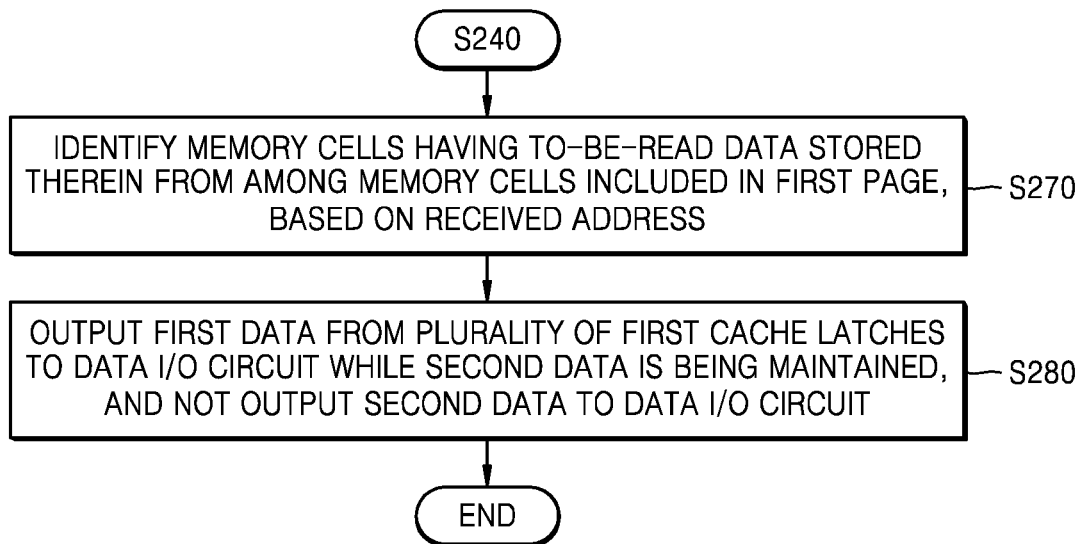 S240
IDENTIFY MEMORY CELLS HAVING TO-BE-READ DATA STORED
THEREIN FROM AMONG MEMORY CELLS INCLUDED IN FIRST PAGE,
BASED ON RECEIVED ADDRESS
S270
OUTPUT FIRST DATA FROM PLURALITY OF FIRST CACHE LATCHES
TO DATA I/O CIRCUIT WHILE SECOND DATA IS BEING MAINTAINED,
AND NOT OUTPUT SECOND DATA TO DATA I/O CIRCUIT
S280
END